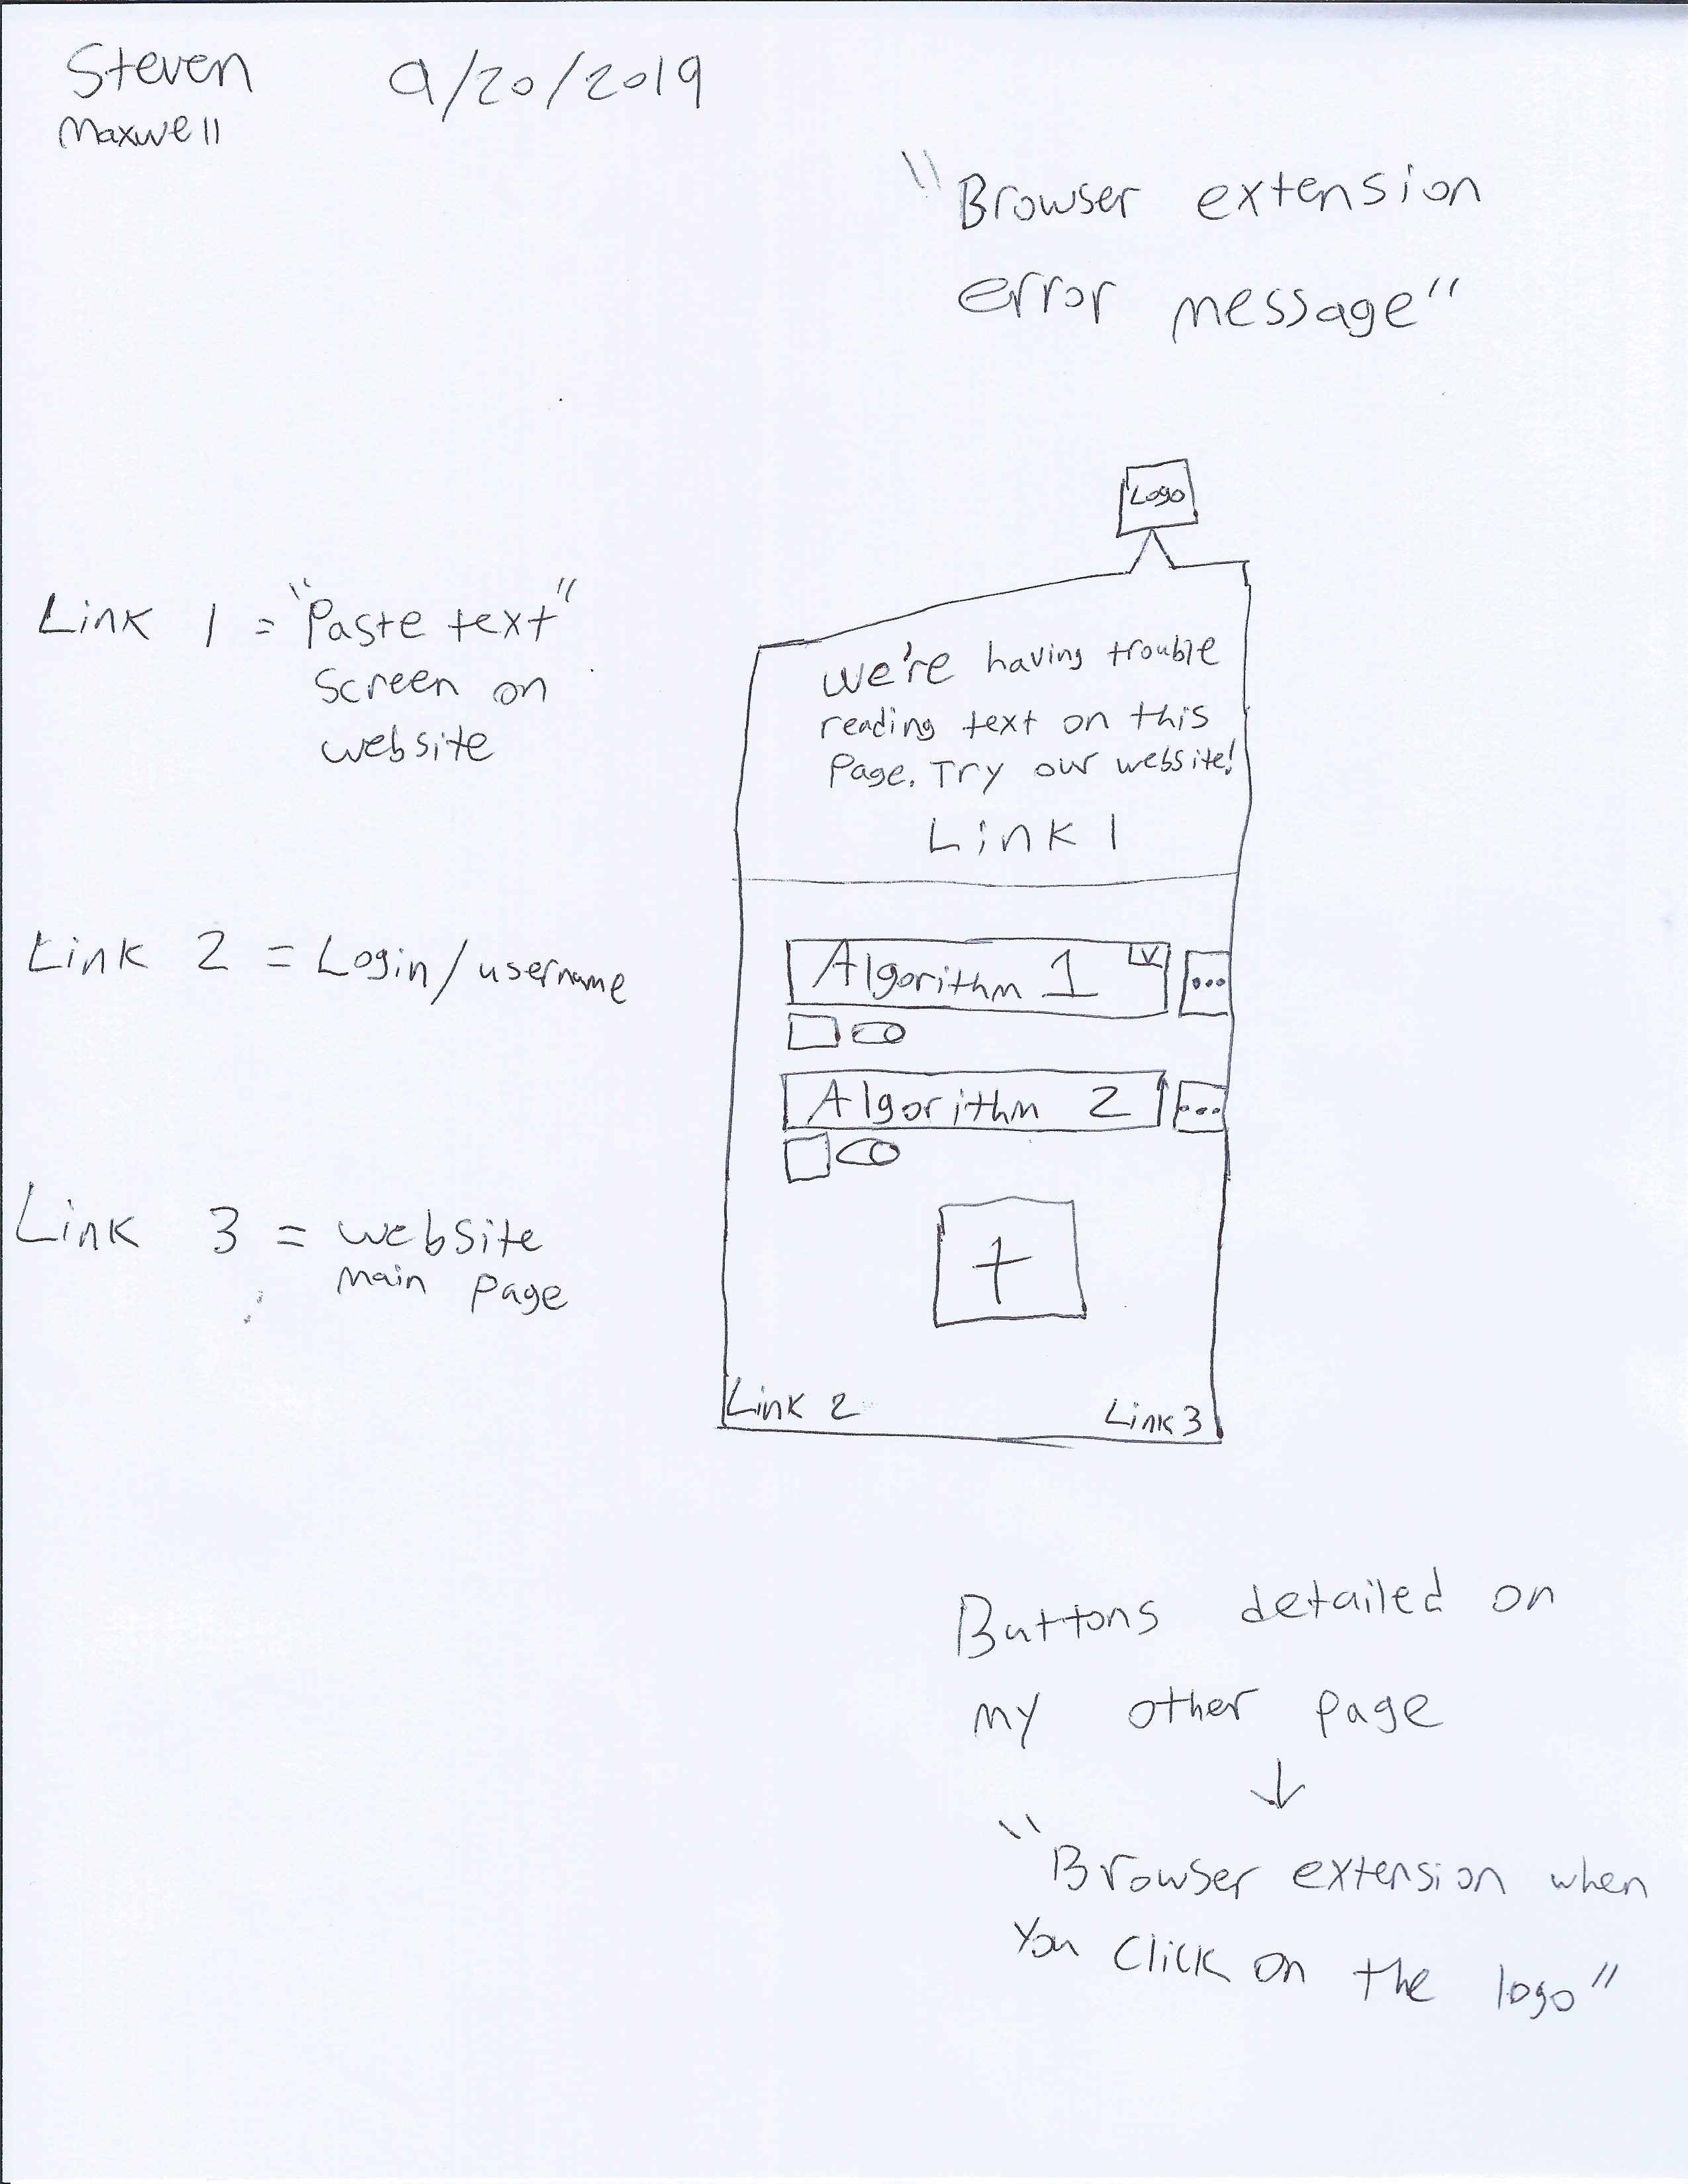 Steven 9/20/2019
Maxwell
"Browser extension
error message"
Logo
Link 1 = "Paste text"
screen on
website
We're having trouble
reading text on this
Page. Try our website!
Link 1
Link 2 = Login/username
Algorithm 1
...
Algorithm 2
...
Link 3 = website
main page
+
Link 2
Link 3
Buttons detailed on
my other page
↓
"Browser extension when
You click on the logo"